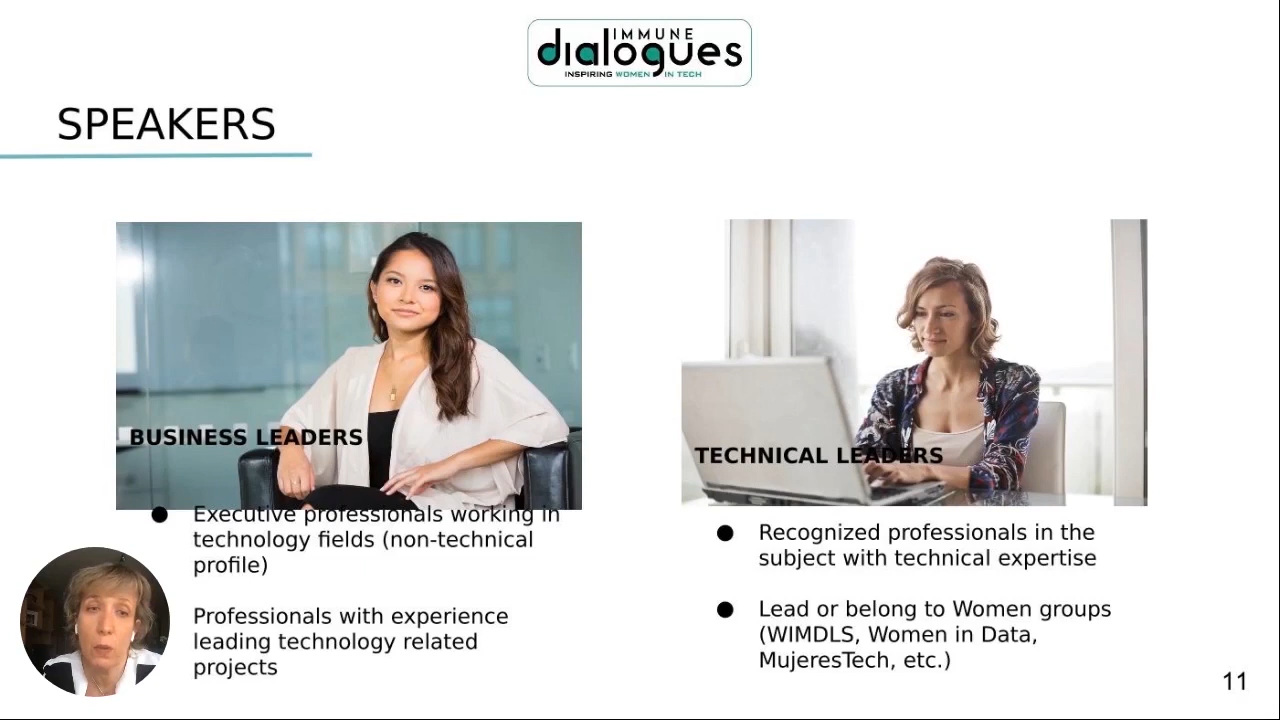 IMMUNE
dialogues
INSPIRING WOMEN IN TECH
SPEAKERS
BUSINESS LEADERS
● Executive professionals working in
technology fields (non-technical
profile)
Professionals with experience
leading technology related
projects
TECHNICAL LEADERS
● Recognized professionals in the
subject with technical expertise
● Lead or belong to Women groups
(WIMDLS, Women in Data,
MujeresTech, etc.)
11